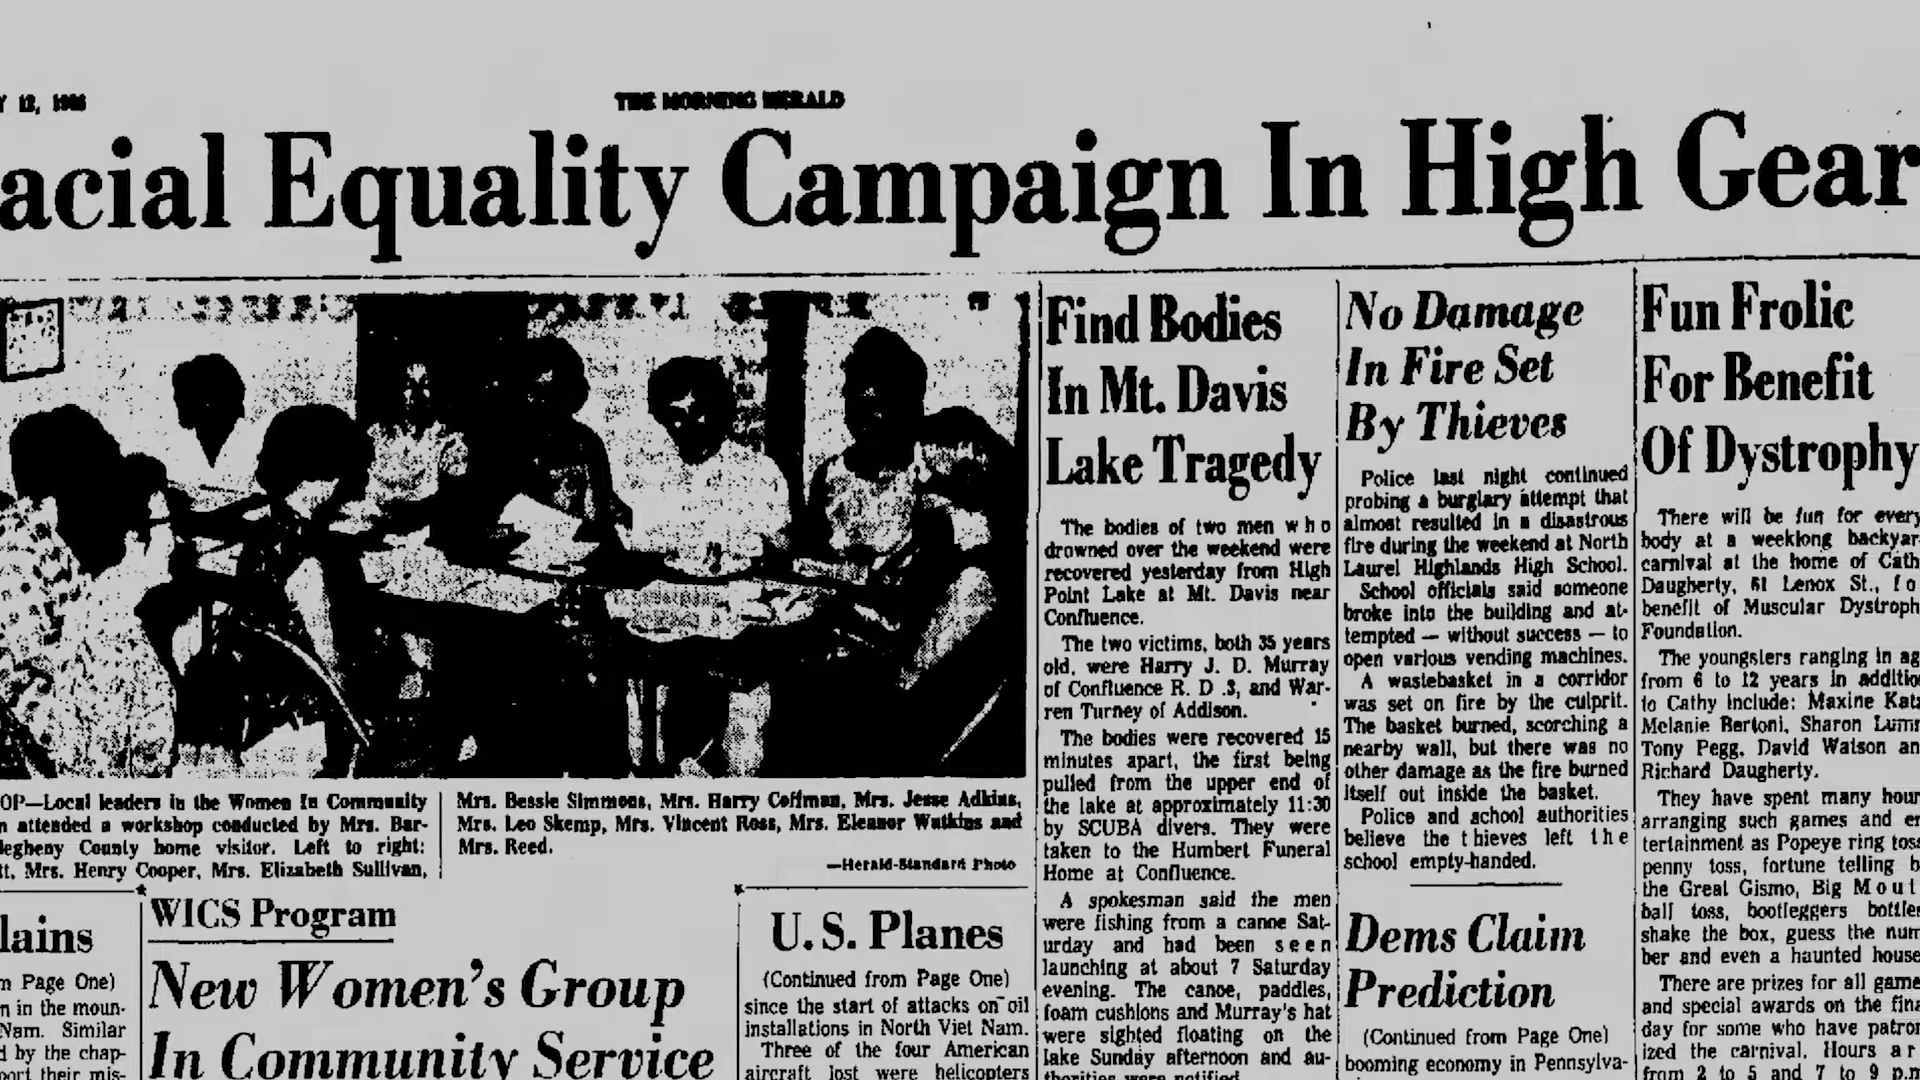 12, 1966
THE MORNING HERALD
acial Equality Campaign In High Gear
OP—Local leaders in the Women In Community
n attended a workshop conducted by Mrs. Bar-
legheny County home visitor. Left to right:
tt, Mrs. Henry Cooper, Mrs. Elizabeth Sullivan,
Mrs. Bessie Simmons, Mrs. Harry Coffman, Mrs. Jesse Adkins,
Mrs. Leo Skemp, Mrs. Vincent Ross, Mrs. Eleanor Watkins and
Mrs. Reed.
—Herald-Standard Photo
lains
m Page One)
n in the moun-
Nam. Similar
d by the chap-
port their mis-
WICS Program
New Women's Group
In Community Service
U. S. Planes
(Continued from Page One)
since the start of attacks on oil
installations in North Viet Nam.
Three of the four American
aircraft lost were helicopters
Find Bodies
In Mt. Davis
Lake Tragedy
The bodies of two men who
drowned over the weekend were
recovered yesterday from High
Point Lake at Mt. Davis near
Confluence.
The two victims, both 35 years
old, were Harry J. D. Murray
of Confluence R. D .3, and War-
ren Turney of Addison.
The bodies were recovered 15
minutes apart, the first being
pulled from the upper end of
the lake at approximately 11:30
by SCUBA divers. They were
taken to the Humbert Funeral
Home at Confluence.
A spokesman said the men
were fishing from a canoe Sat-
urday and had been seen
launching at about 7 Saturday
evening. The canoe, paddles,
foam cushions and Murray's hat
were sighted floating on the
lake Sunday afternoon and au-
thorities were notified.
No Damage
In Fire Set
By Thieves
Police last night continued
probing a burglary attempt that
almost resulted in a disastrous
fire during the weekend at North
Laurel Highlands High School.
School officials said someone
broke into the building and at-
tempted — without success — to
open various vending machines.
A wastebasket in a corridor
was set on fire by the culprit.
The basket burned, scorching a
nearby wall, but there was no
other damage as the fire burned
itself out inside the basket.
Police and school authorities
believe the thieves left the
school empty-handed.
Dems Claim
Prediction
(Continued from Page One)
booming economy in Pennsylva-
Fun Frolic
For Benefit
Of Dystrophy
There will be fun for every
body at a weeklong backyar
carnival at the home of Cath
Daugherty, 61 Lenox St., fo
benefit of Muscular Dystroph
Foundation.
The youngsters ranging in ag
from 6 to 12 years in additio
to Cathy include: Maxine Katz
Melanie Bertoni, Sharon Lum
Tony Pegg, David Watson an
Richard Daugherty.
They have spent many hour
arranging such games and en
tertainment as Popeye ring toss
penny toss, fortune telling b
the Great Gismo, Big Mout
ball toss, bootleggers bottles
shake the box, guess the num
ber and even a haunted house
There are prizes for all game
and special awards on the fina
day for some who have patron
ized the carnival. Hours ar
from 2 to 5 and 7 to 9 p.m